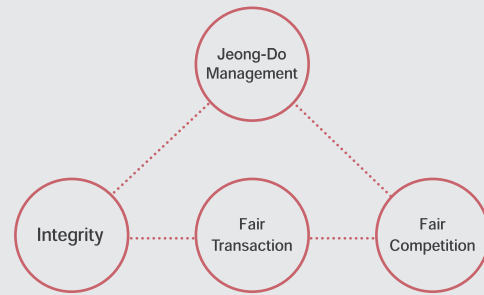 Jeong-Do
Management
Integrity
Fair
Transaction
Fair
Competition